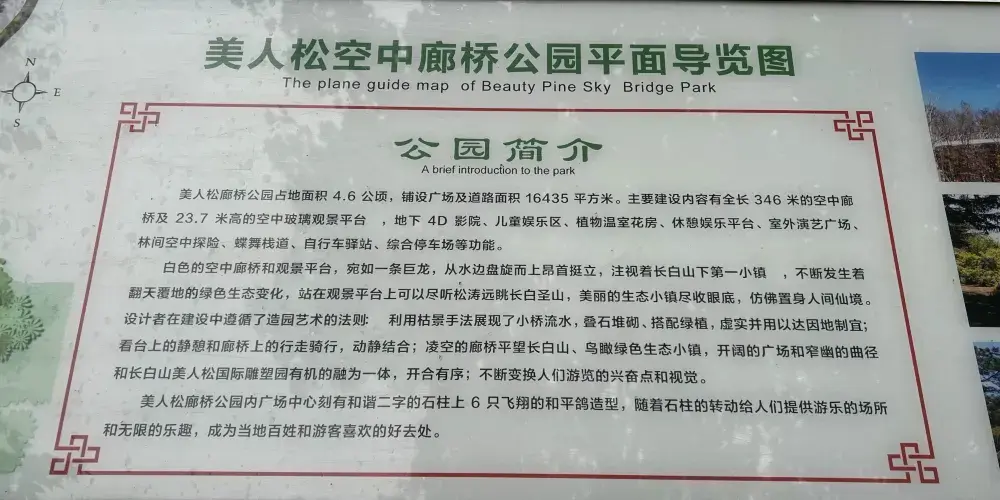 美人松空中廊桥公园平面导览图
The plane guide map of Beauty Pine Sky Bridge Park
N
E
S
公园简介
A brief introduction to the park
美人松廊桥公园占地面积 4.6 公顷，铺设广场及道路面积 16435 平方米。主要建设内容有全长 346 米的空中廊
桥及 23.7 米高的空中玻璃观景平台 ，地下 4D 影院、儿童娱乐区、植物温室花房、休憩娱乐平台、室外演艺广场、
林间空中探险、蝶舞栈道、自行车驿站、综合停车场等功能。
白色的空中廊桥和观景平台，宛如一条巨龙，从水边盘旋而上昂首挺立，注视着长白山下第一小镇 ，不断发生着
翻天覆地的绿色生态变化，站在观景平台上可以尽听松涛远眺长白圣山，美丽的生态小镇尽收眼底，仿佛置身人间仙境。
设计者在建设中遵循了造园艺术的法则： 利用枯景手法展现了小桥流水，叠石堆砌、搭配绿植，虚实并用以达因地制宜；
看台上的静憩和廊桥上的行走骑行，动静结合；凌空的廊桥平望长白山、鸟瞰绿色生态小镇，开阔的广场和窄幽的曲径
和长白山美人松国际雕塑园有机的融为一体，开合有序；不断变换人们游览的兴奋点和视觉。
美人松廊桥公园内广场中心刻有和谐二字的石柱上 6 只飞翔的和平鸽造型，随着石柱的转动给人们提供游乐的场所
和无限的乐趣，成为当地百姓和游客喜欢的好去处。